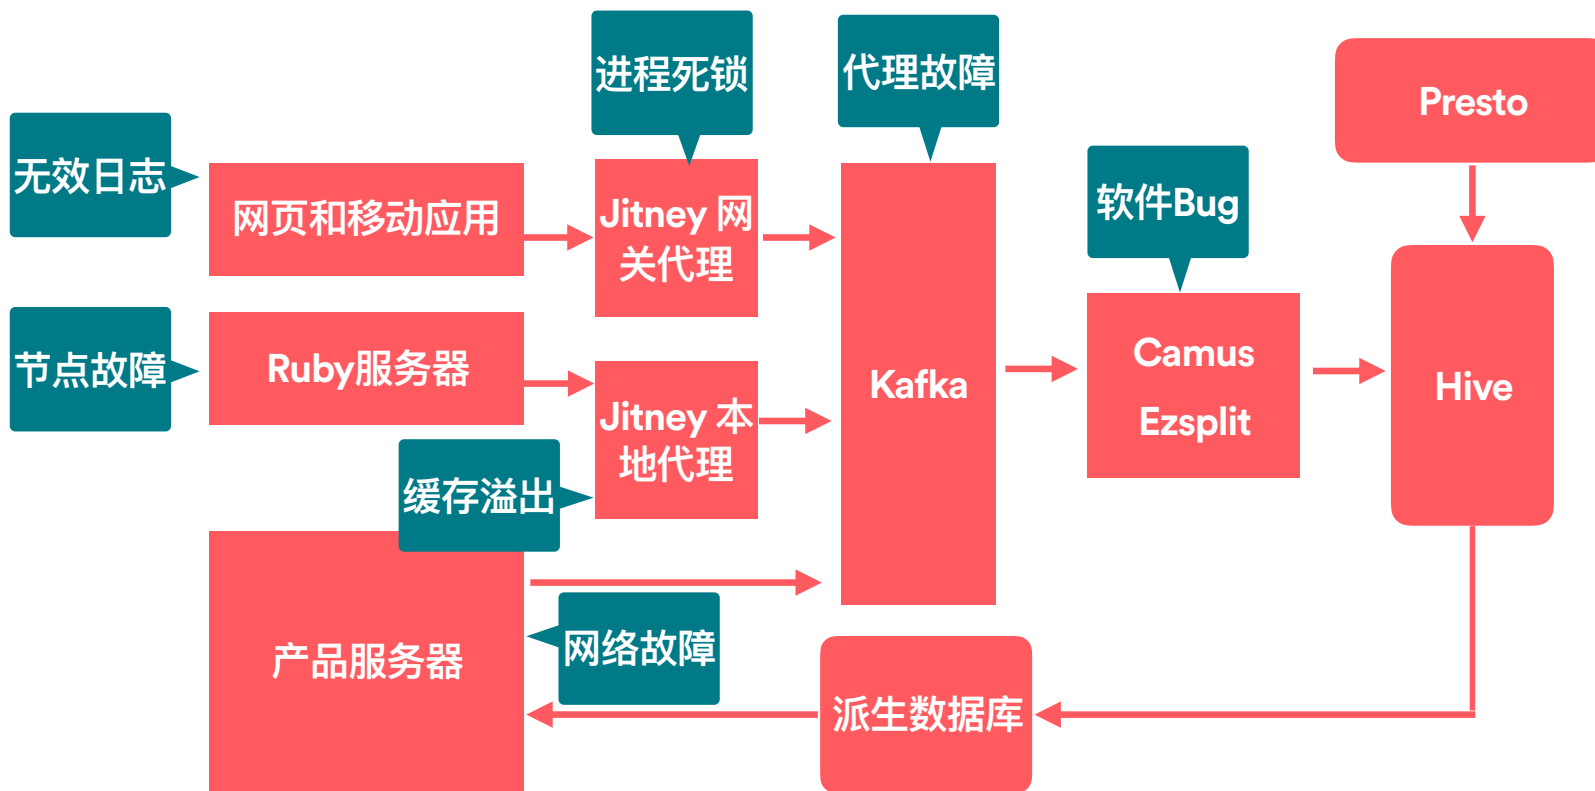 进程死锁
代理故障
Presto
无效日志
网页和移动应用
Jitney 网
关代理
软件Bug
节点故障
Ruby服务器
Jitney 本
地代理
Kafka
Camus
Ezsplit
Hive
缓存溢出
产品服务器
网络故障
派生数据库